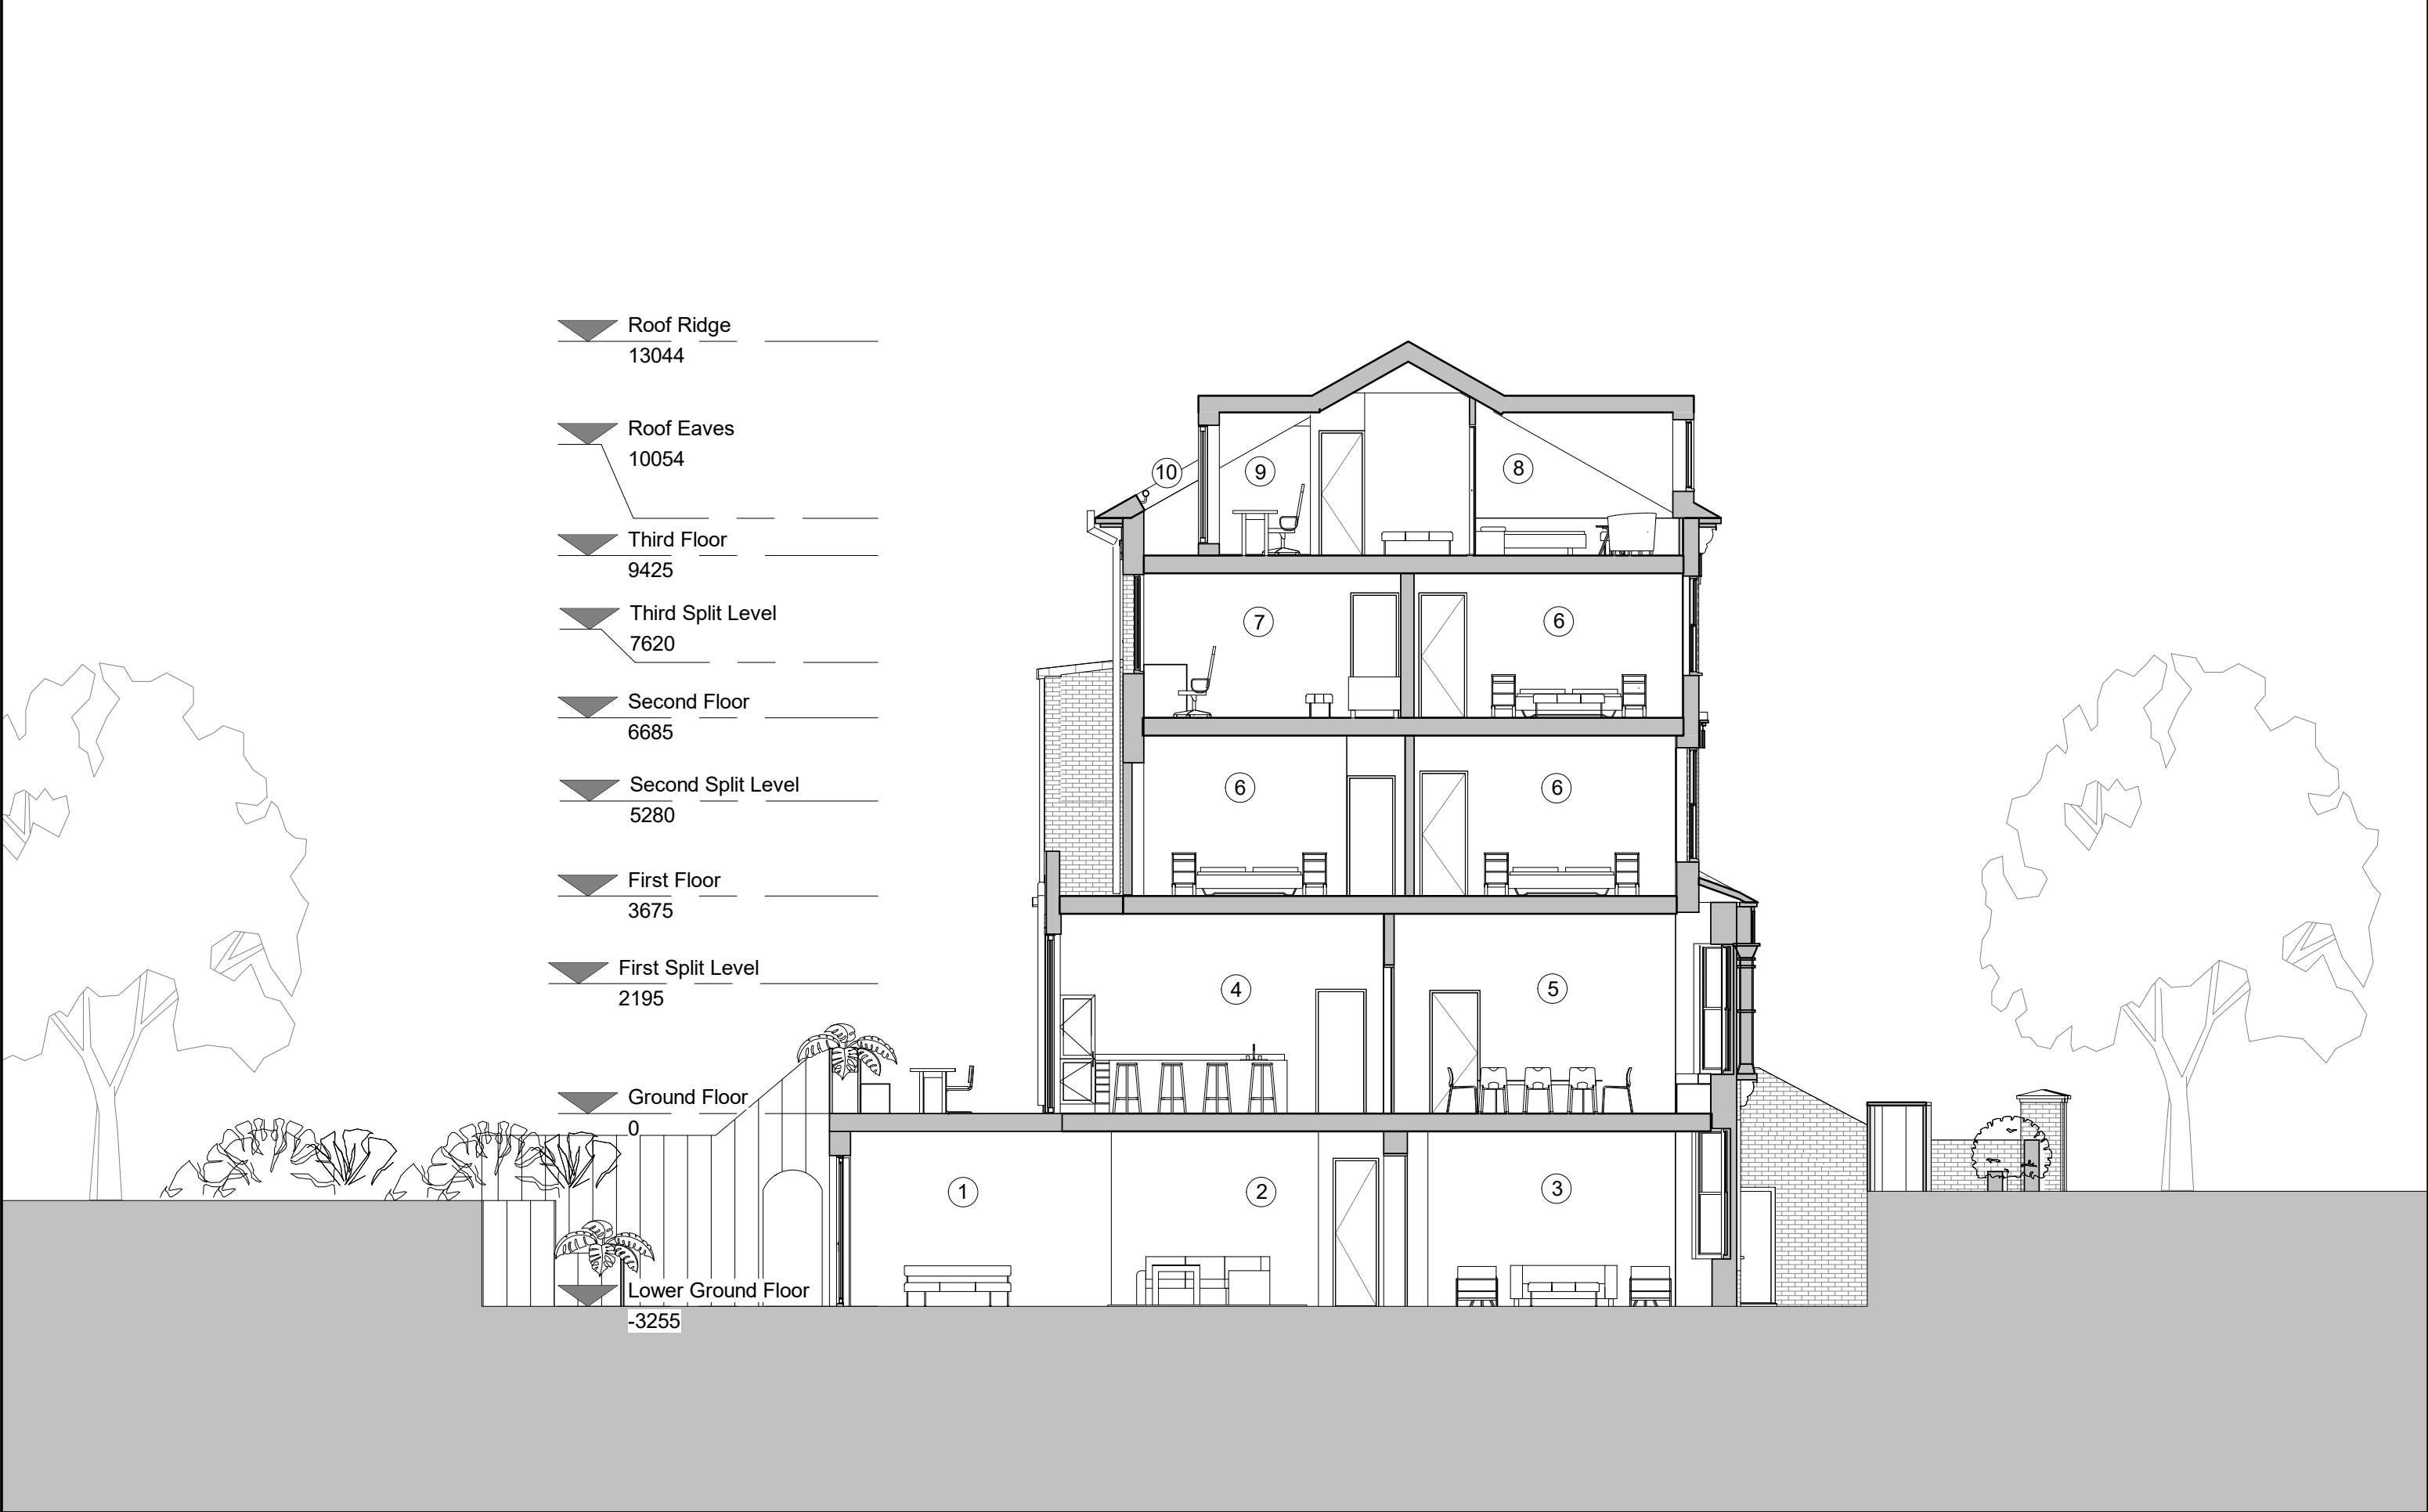 Roof Ridge
13044
Roof Eaves
10054
10
9
8
Third Floor
9425
Third Split Level
7620
7
6
Second Floor
6685
Second Split Level
5280
6
6
First Floor
3675
First Split Level
2195
4
5
Ground Floor
0
1
2
3
Lower Ground Floor
-3255